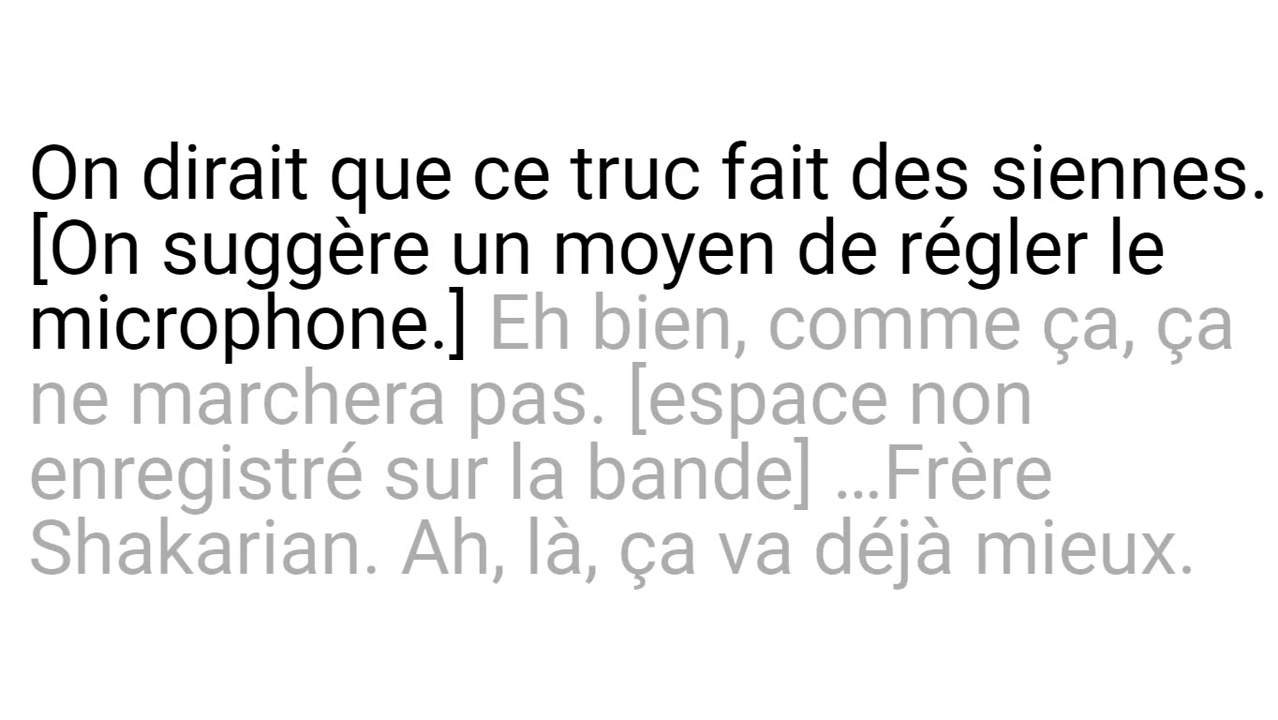 On dirait que ce truc fait des siennes.
[On suggère un moyen de régler le
microphone.] Eh bien, comme ça, ça
ne marchera pas. [espace non
enregistré sur la bande] …Frère
Shakarian. Ah, là, ça va déjà mieux.